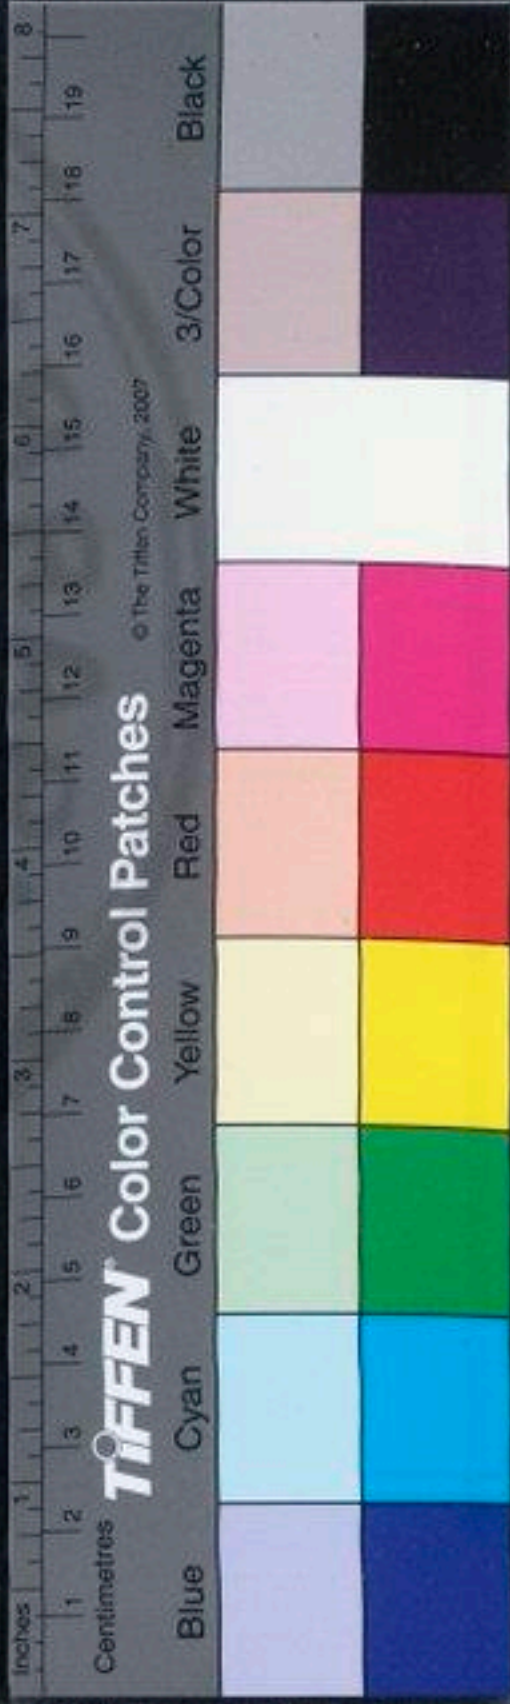 Inches 1 2 3 4 5 6 7 8
1 2 3 4 5 6 7 8 9 10 11 12 13 14 15 16 17 18 19
Centimetres
TIFFEN® Color Control Patches © The Tiffen Company, 2007
Blue Cyan Green Yellow Red Magenta White 3/Color Black